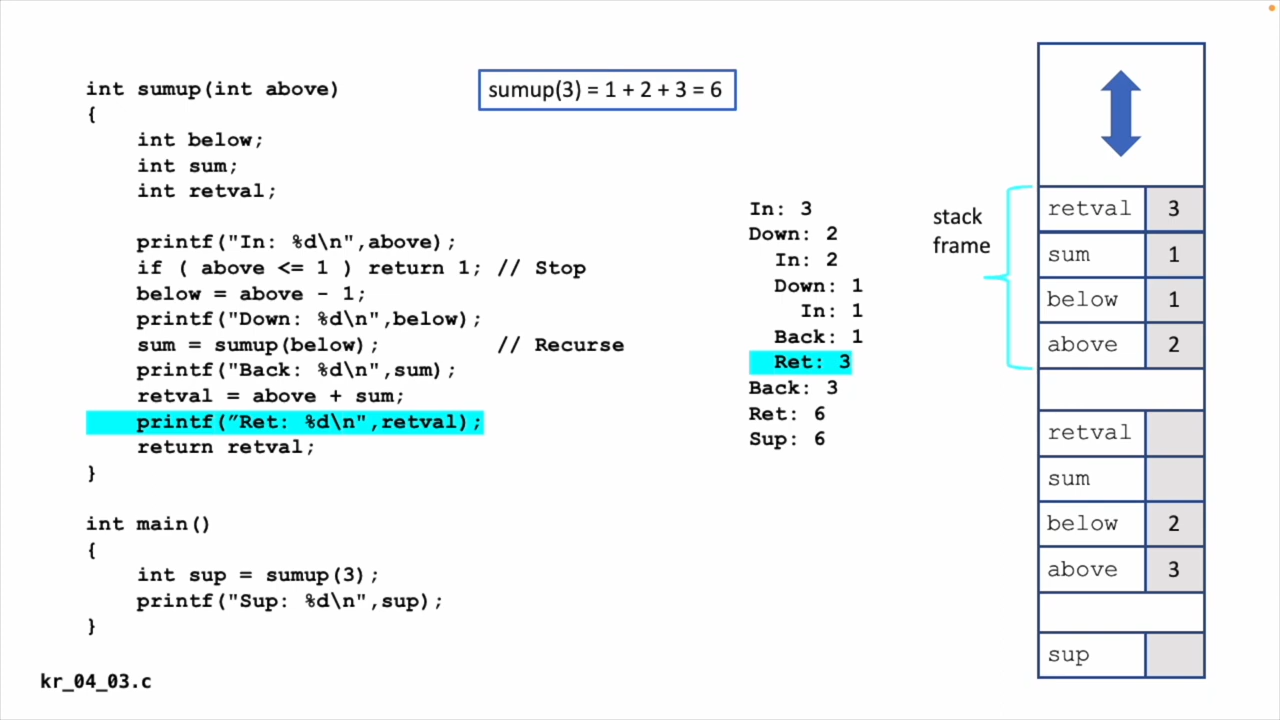 int sumup(int above)
{
    int below;
    int sum;
    int retval;

    printf("In: %d\n",above);
    if ( above <= 1 ) return 1; // Stop
    below = above - 1;
    printf("Down: %d\n",below);
    sum = sumup(below);         // Recurse
    printf("Back: %d\n",sum);
    retval = above + sum;
    printf(”Ret: %d\n",retval);
    return retval;
}

int main()
{
    int sup = sumup(3);
    printf("Sup: %d\n",sup);
}
kr_04_03.c
sumup(3) = 1 + 2 + 3 = 6
In: 3
Down: 2
  In: 2
  Down: 1
    In: 1
  Back: 1
  Ret: 3
Back: 3
Ret: 6
Sup: 6
stack
frame
retval 3
sum 1
below 1
above 2
retval
sum
below 2
above 3
sup